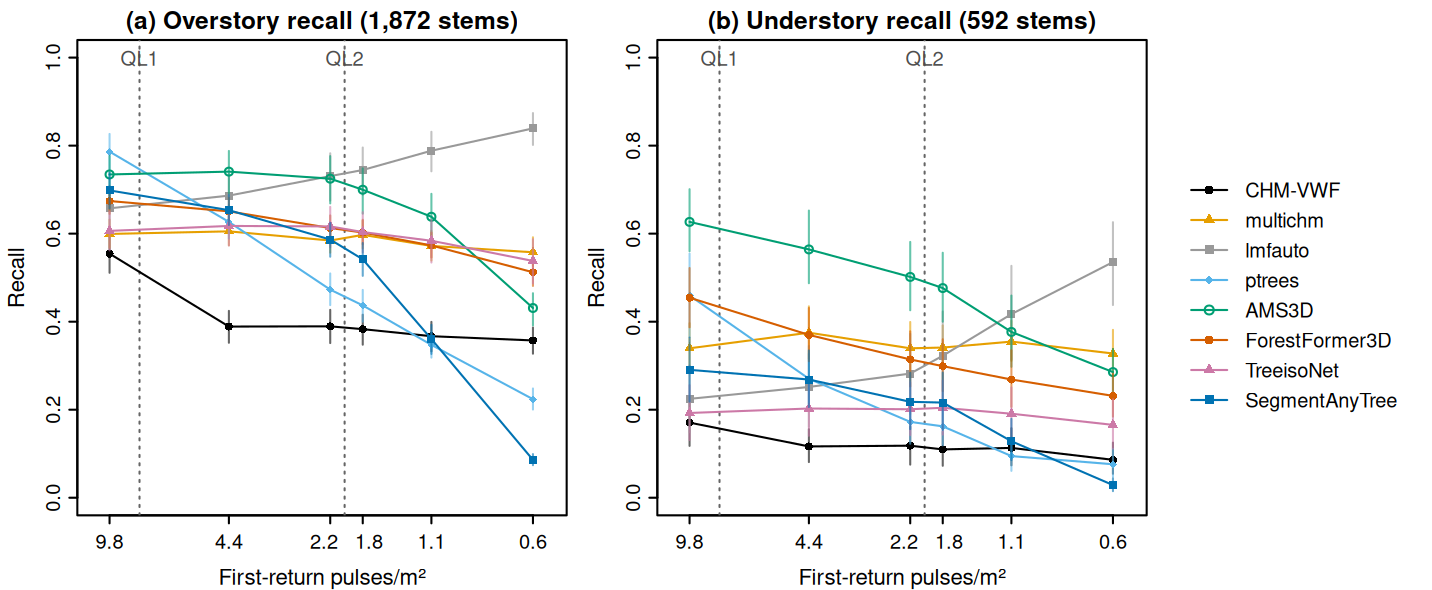 (a) Overstory recall (1,872 stems)
QL1
QL2
1.0
0.8
0.6
0.4
0.2
0.0
Recall
9.8
4.4
2.2
1.8
1.1
0.6
First-return pulses/m²
(b) Understory recall (592 stems)
QL1
QL2
1.0
0.8
0.6
0.4
0.2
0.0
Recall
9.8
4.4
2.2
1.8
1.1
0.6
First-return pulses/m²
CHM-VWF
multichm
lmfauto
ptrees
AMS3D
ForestFormer3D
TreeisoNet
SegmentAnyTree